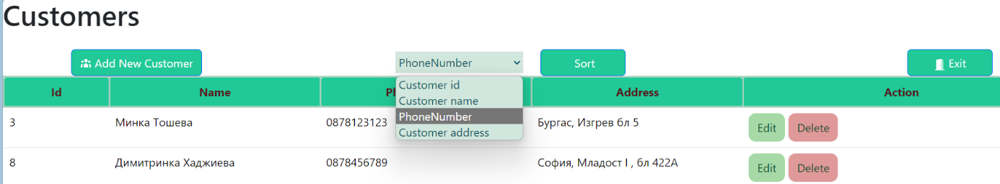 Customers
Add New Customer
PhoneNumber
Sort
Exit
Id Name Address Action
Customer id
Customer name
PhoneNumber
Customer address
3 Минка Тошева 0878123123 Бургас, Изгрев бл 5 Edit Delete
8 Димитринка Хаджиева 0878456789 София, Младост I , бл 422А Edit Delete